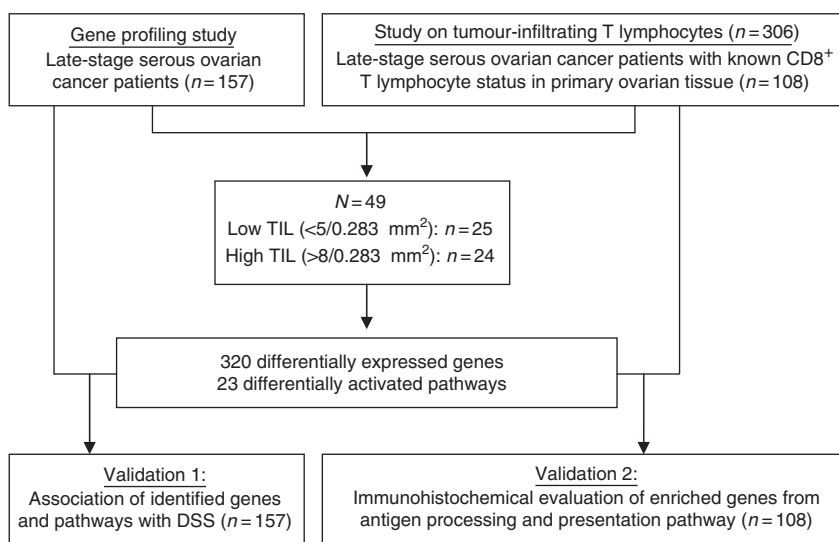 Gene profiling study
Late-stage serous ovarian
cancer patients (n=157)
Study on tumour-infiltrating T lymphocytes (n=306)
Late-stage serous ovarian cancer patients with known CD8⁺
T lymphocyte status in primary ovarian tissue (n=108)
N=49
Low TIL (<5/0.283 mm²): n=25
High TIL (>8/0.283 mm²): n=24
320 differentially expressed genes
23 differentially activated pathways
Validation 1:
Association of identified genes
and pathways with DSS (n=157)
Validation 2:
Immunohistochemical evaluation of enriched genes from
antigen processing and presentation pathway (n=108)